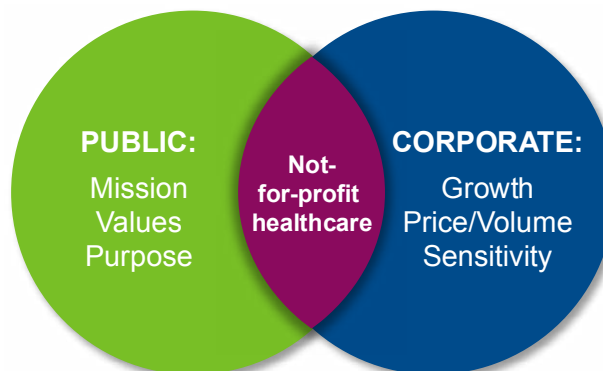 PUBLIC:
Mission
Values
Purpose
Not-
for-profit
healthcare
CORPORATE:
Growth
Price/Volume
Sensitivity